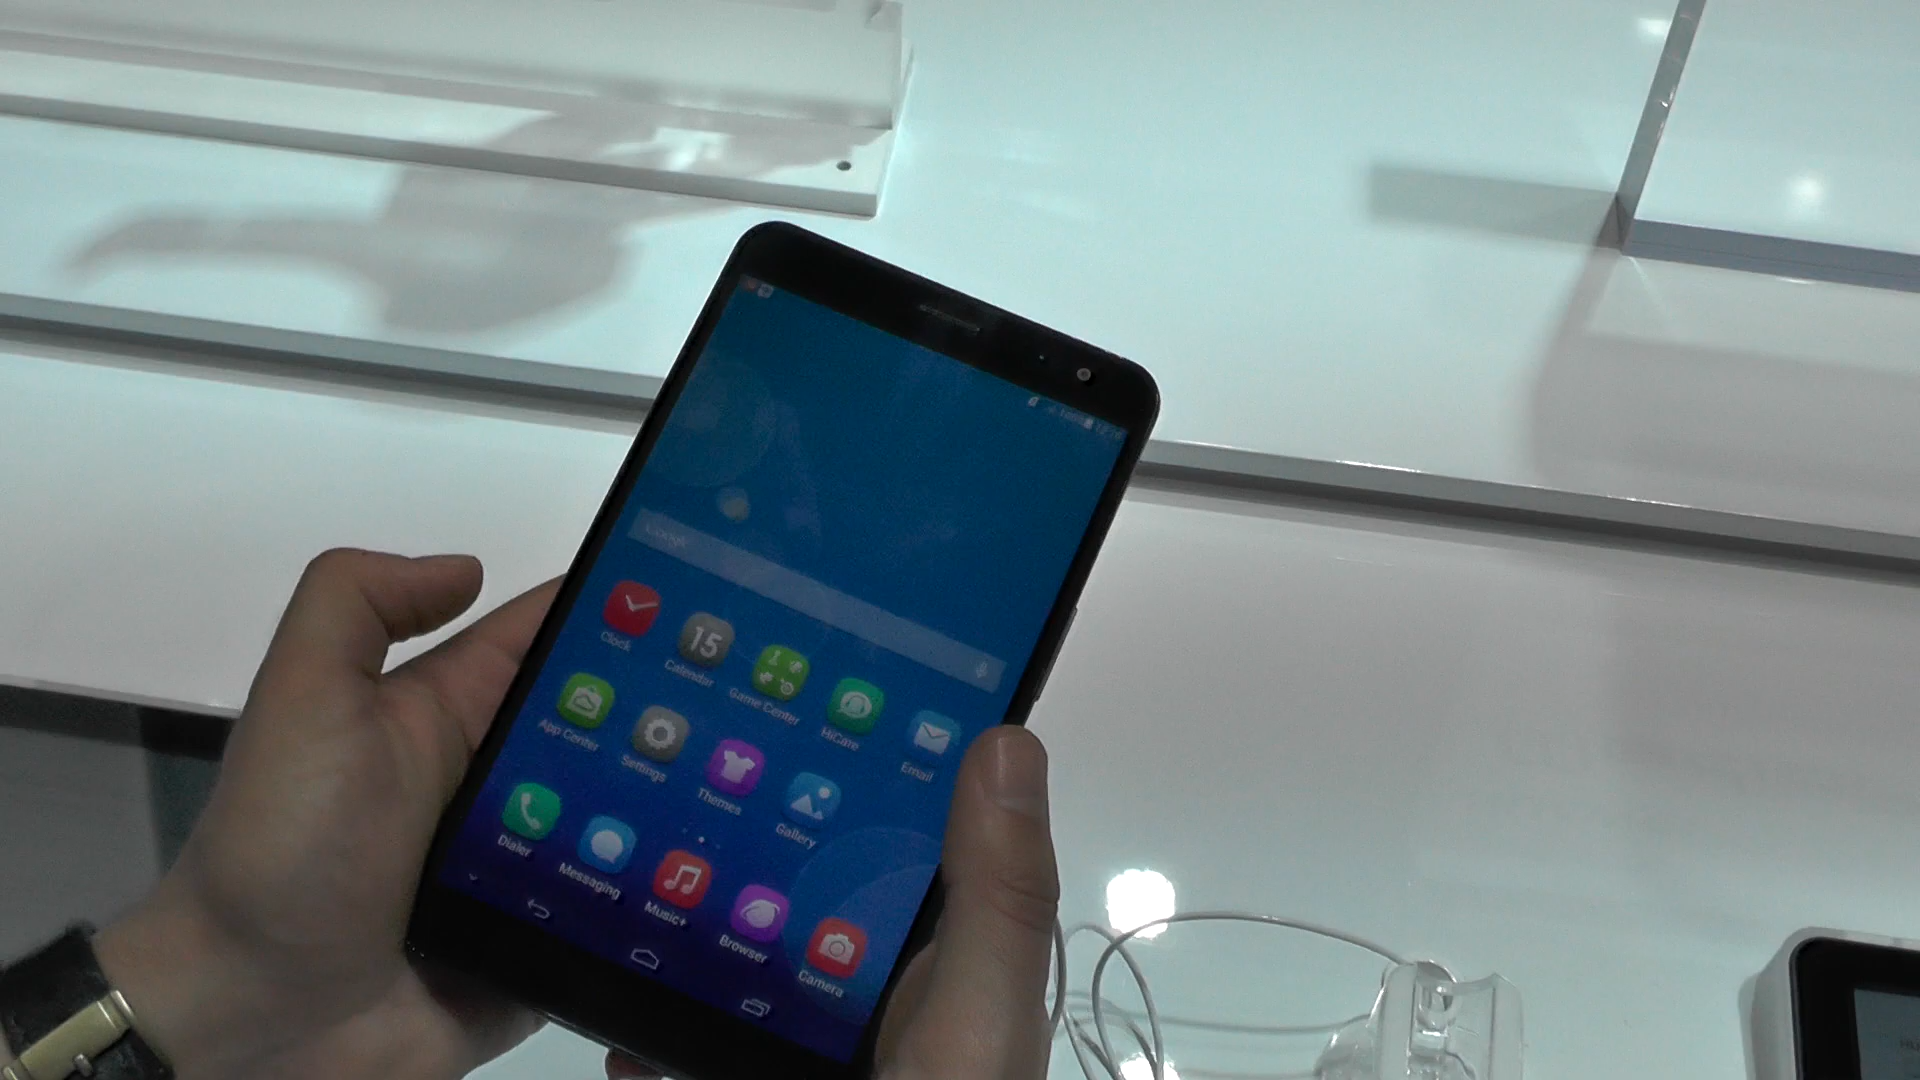 Google
Clock
15
Calendar
Game Center
HiCare
Email
App Center
Settings
Themes
Gallery
Dialer
Messaging
Music+
Browser
Camera